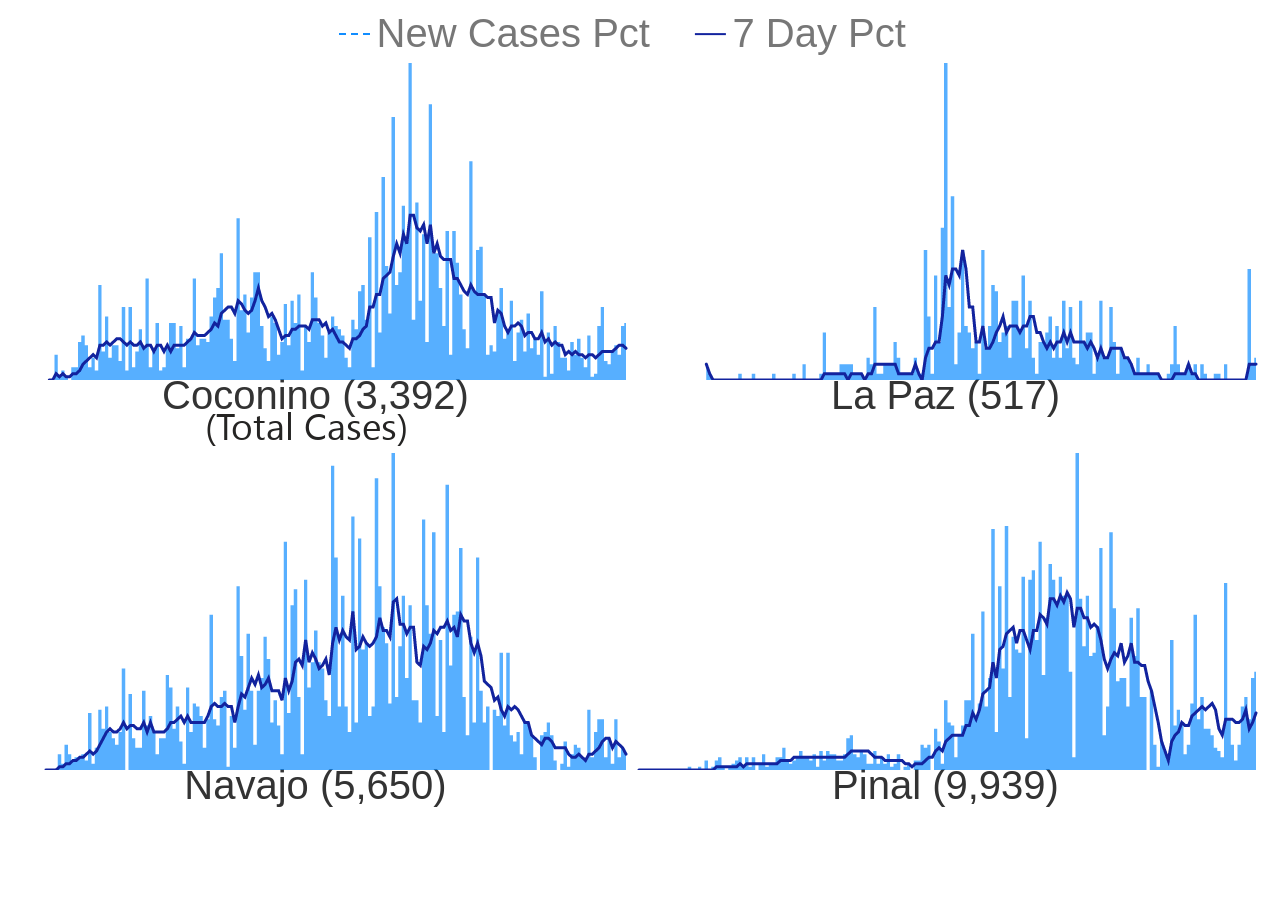 New Cases Pct 7 Day Pct
Coconino (3,392) La Paz (517)
(Total Cases)
Navajo (5,650) Pinal (9,939)